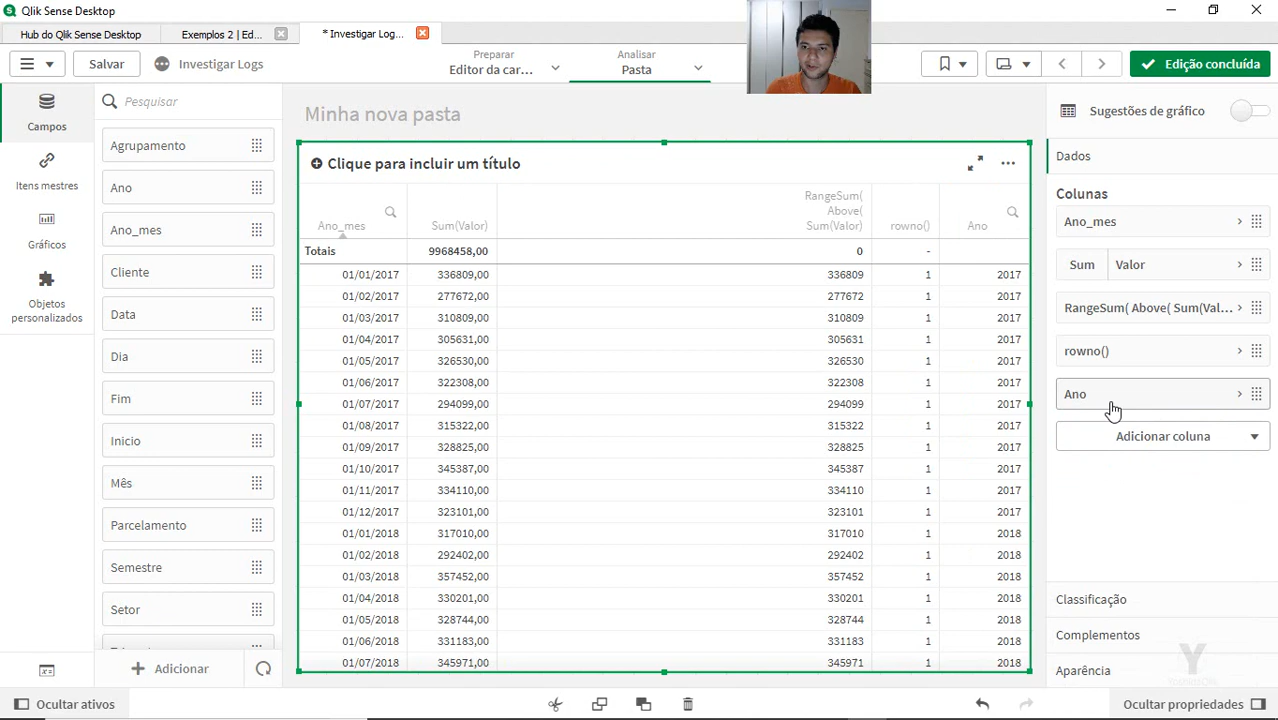 Qlik Sense Desktop
Hub do Qlik Sense Desktop
Exemplos 2 | Ed...
* Investigar Log...
Salvar
Investigar Logs
Preparar
Editor da car...
Analisar
Pasta
Edição concluída
Campos
Itens mestres
Gráficos
Objetos
personalizados
Pesquisar
Agrupamento
Ano
Ano_mes
Cliente
Data
Dia
Fim
Inicio
Mês
Parcelamento
Semestre
Setor
Adicionar
Minha nova pasta
Clique para incluir um título
RangeSum(
Above(
Ano_mes Sum(Valor) Sum(Valor) rowno() Ano
Totais 9968458,00 0 -
01/01/2017 336809,00 336809 1 2017
01/02/2017 277672,00 277672 1 2017
01/03/2017 310809,00 310809 1 2017
01/04/2017 305631,00 305631 1 2017
01/05/2017 326530,00 326530 1 2017
01/06/2017 322308,00 322308 1 2017
01/07/2017 294099,00 294099 1 2017
01/08/2017 315322,00 315322 1 2017
01/09/2017 328825,00 328825 1 2017
01/10/2017 345387,00 345387 1 2017
01/11/2017 334110,00 334110 1 2017
01/12/2017 323101,00 323101 1 2017
01/01/2018 317010,00 317010 1 2018
01/02/2018 292402,00 292402 1 2018
01/03/2018 357452,00 357452 1 2018
01/04/2018 330201,00 330201 1 2018
01/05/2018 328744,00 328744 1 2018
01/06/2018 331183,00 331183 1 2018
01/07/2018 345971,00 345971 1 2018
Sugestões de gráfico
Dados
Colunas
Ano_mes
Sum Valor
RangeSum( Above( Sum(Val...
rowno()
Ano
Adicionar coluna
Classificação
Complementos
Aparência
Ocultar ativos
Ocultar propriedades